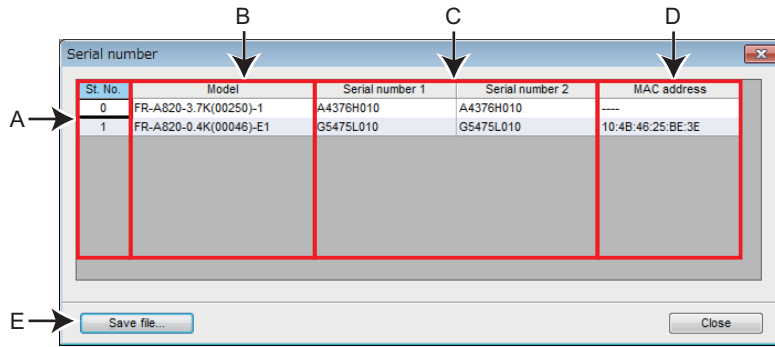 B C D
Serial number
St. No. Model Serial number 1 Serial number 2 MAC address
0 FR-A820-3.7K(00250)-1 A4376H010 A4376H010 ----
A
1 FR-A820-0.4K(00046)-E1 G5475L010 G5475L010 10:4B:46:25:BE:3E
E Save file... Close